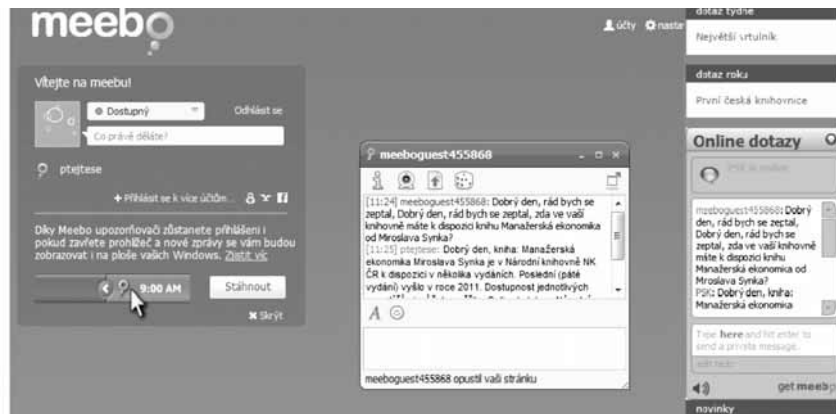 meebo
účty
Vítejte na meebu!
Dostupný
Odhlásit se
Co právě děláte?
ptejtese
+ Přihlásit se k více účtům...
Díky Meebo upozorňovači zůstanete přihlášeni i
pokud zavřete prohlížeč a nové zprávy se vám budou
zobrazovat i na ploše vašich Windows. Zjistit víc
9:00 AM
Stáhnout
✖ Skrýt
meeboguest455868
[11:24] meeboguest455868: Dobrý den, rád bych se
zeptal, Dobrý den, rád bych se zeptal, zda ve vaší
knihovně máte k dispozici knihu Manažerská ekonomika
od Miroslava Synka?
[11:25] ptejtese: Dobrý den, kniha: Manažerská
ekonomika Miroslava Synka je v Národní knihovně NK
ČR k dispozici v několika vydáních. Poslední (páté
vydání) vyšlo v roce 2011. Dostupnost jednotlivých
meeboguest455868 opustil vaši stránku
dotaz týdne
Největší vrtulník
dotaz roku
První česká knihovnice
Online dotazy
PSK is online
meeboguest455868: Dobrý
den, rád bych se zeptal,
Dobrý den, rád bych se
zeptal, zda ve vaší knihovně
máte k dispozici knihu
Manažerská ekonomika od
Miroslava Synka?
PSK: Dobrý den, kniha:
Manažerská ekonomika
Type here and hit enter to
send a private message.
get meebo
novinky